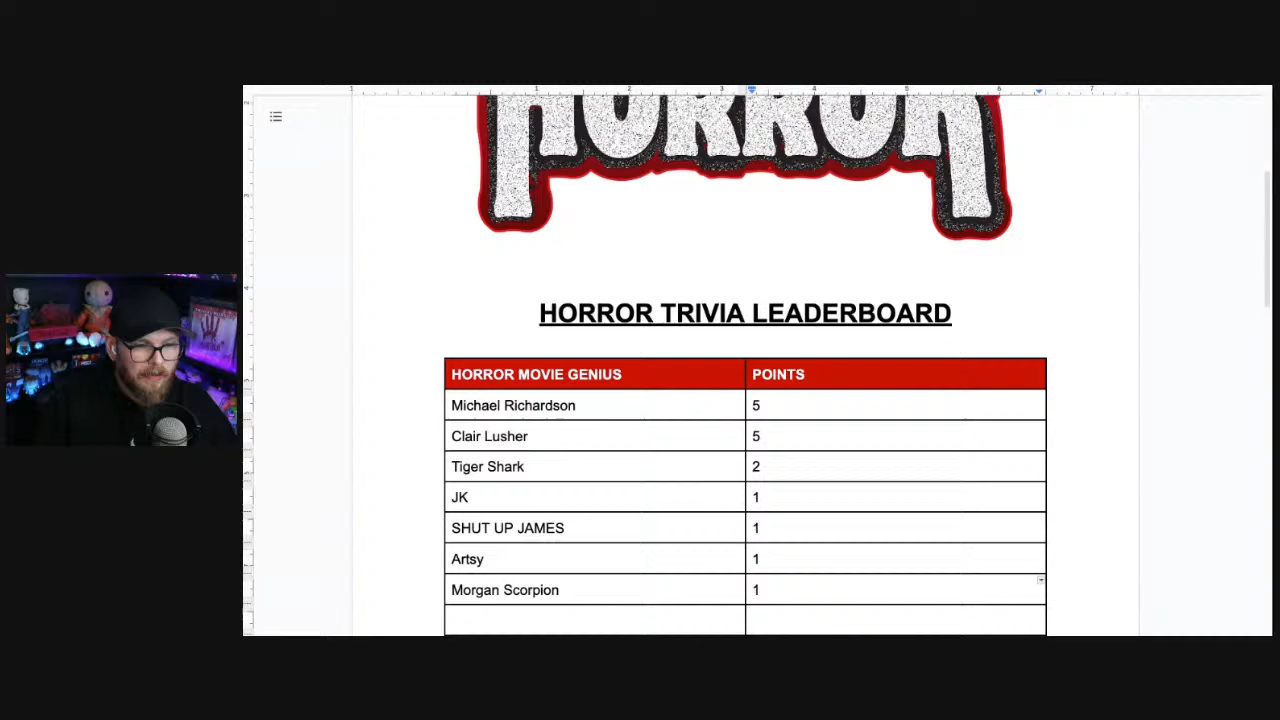 HORROR
HORROR TRIVIA LEADERBOARD
HORROR MOVIE GENIUS POINTS
Michael Richardson 5
Clair Lusher 5
Tiger Shark 2
JK 1
SHUT UP JAMES 1
Artsy 1
Morgan Scorpion 1